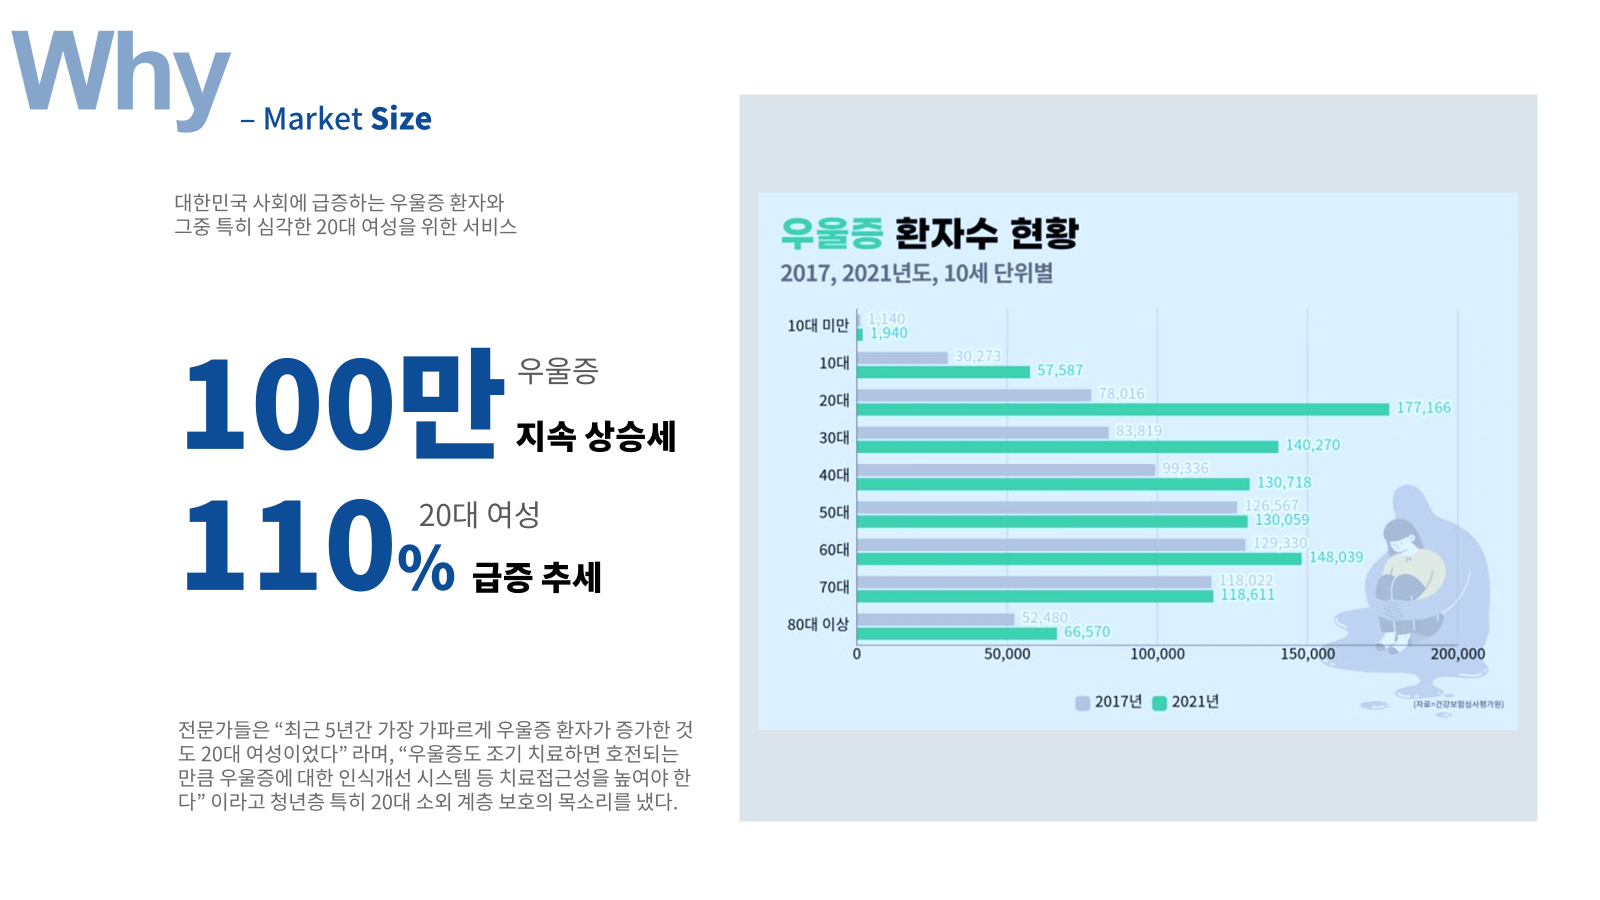 Why
– Market Size
대한민국 사회에 급증하는 우울증 환자와
그중 특히 심각한 20대 여성을 위한 서비스
100만 우울증
지속 상승세
110% 20대 여성
급증 추세
전문가들은 “최근 5년간 가장 가파르게 우울증 환자가 증가한 것
도 20대 여성이었다” 라며, “우울증도 조기 치료하면 호전되는
만큼 우울증에 대한 인식개선 시스템 등 치료접근성을 높여야 한
다” 이라고 청년층 특히 20대 소외 계층 보호의 목소리를 냈다.
우울증 환자수 현황
2017, 2021년도, 10세 단위별
10대 미만 1,140
1,940
10대 30,273
57,587
20대 78,016
177,166
30대 83,819
140,270
40대 99,336
130,718
50대 126,567
130,059
60대 129,330
148,039
70대 118,022
118,611
80대 이상 52,480
66,570
0 50,000 100,000 150,000 200,000
2017년 2021년
(자료=건강보험심사평가원)